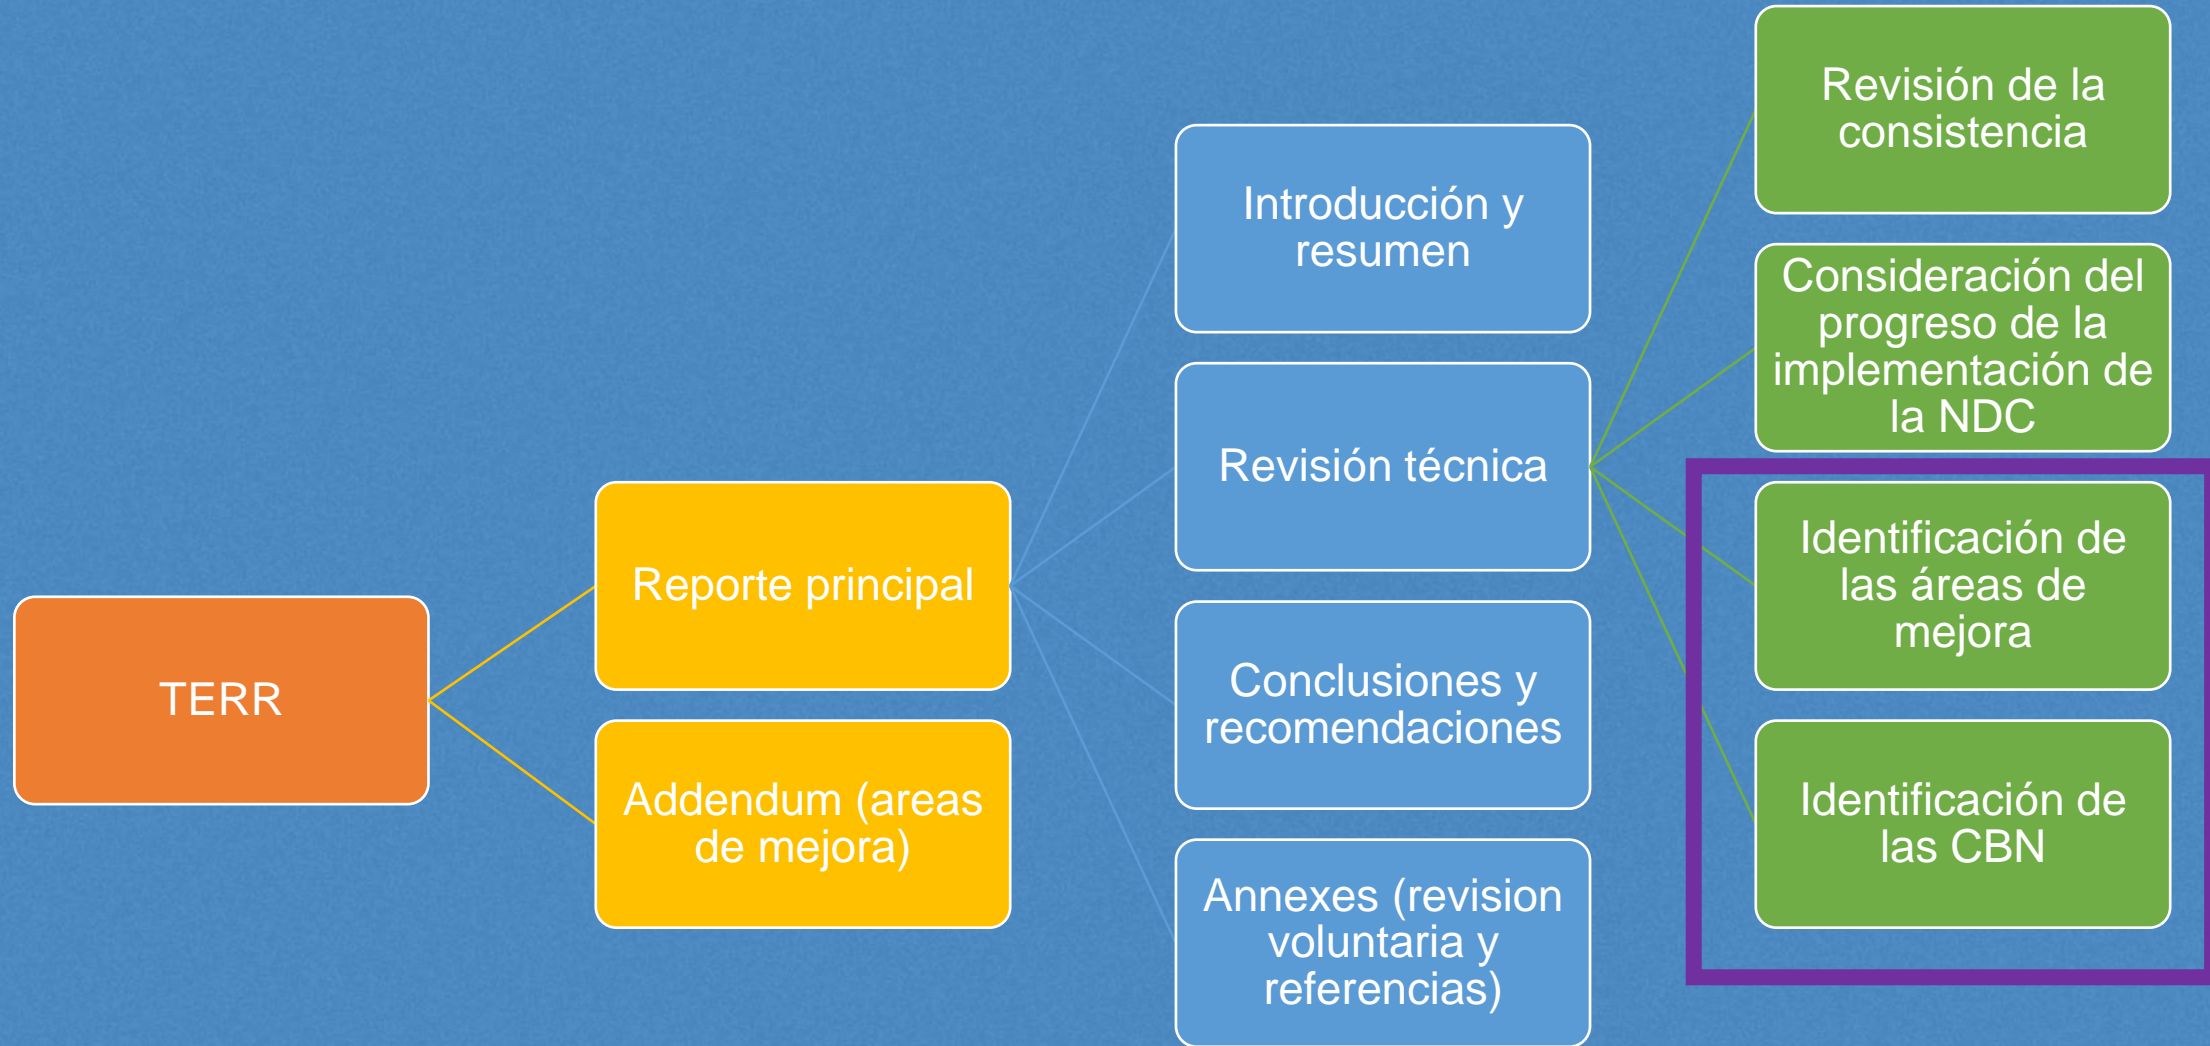 TERR
Reporte principal
Addendum (areas
de mejora)
Introducción y
resumen
Revisión técnica
Conclusiones y
recomendaciones
Annexes (revision
voluntaria y
referencias)
Revisión de la
consistencia
Consideración del
progreso de la
implementación de
la NDC
Identificación de
las áreas de
mejora
Identificación de
las CBN